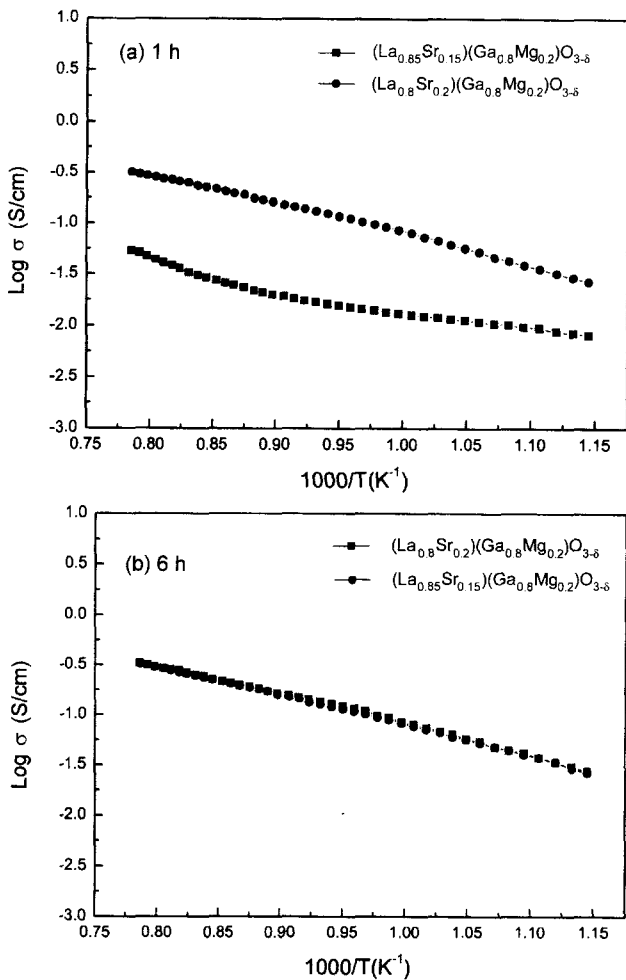 (a) 1 h
(La0.85Sr0.15)(Ga0.8Mg0.2)O3-δ
(La0.8Sr0.2)(Ga0.8Mg0.2)O3-δ
1.0
0.5
0.0
-0.5
-1.0
-1.5
-2.0
-2.5
-3.0
Log σ (S/cm)
0.75 0.80 0.85 0.90 0.95 1.00 1.05 1.10 1.15
1000/T(K-1)
(b) 6 h
(La0.8Sr0.2)(Ga0.8Mg0.2)O3-δ
(La0.85Sr0.15)(Ga0.8Mg0.2)O3-δ
1.0
0.5
0.0
-0.5
-1.0
-1.5
-2.0
-2.5
-3.0
Log σ (S/cm)
0.75 0.80 0.85 0.90 0.95 1.00 1.05 1.10 1.15
1000/T(K-1)